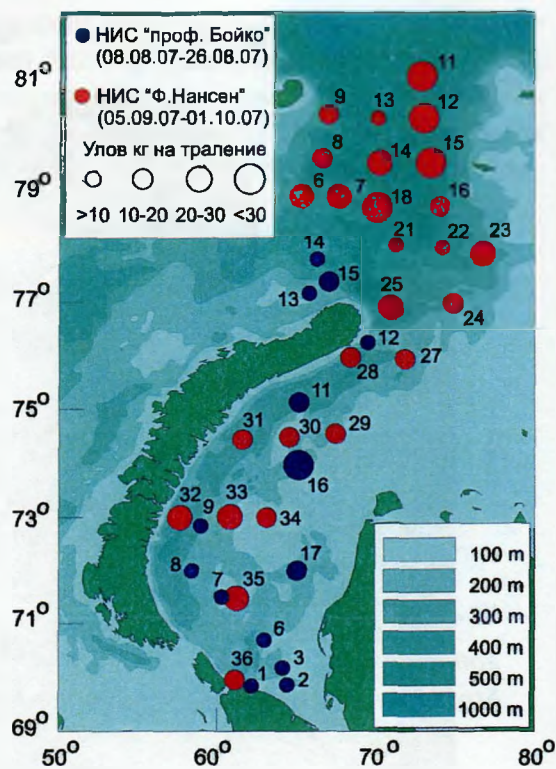 НИС "проф. Бойко"
(08.08.07-26.08.07)
НИС "Ф.Нансен"
(05.09.07-01.10.07)
Улов кг на траление
>10 10-20 20-30 <30
81°
79°
77°
75°
73°
71°
69°
50° 60° 70° 80°
11
9 13 12
8 14 15
6 7 18 16
21 22 23
14
15
13
25 24
12
28 27
11
31 30 29
16
32 33 34
9
8 7 35 17
6
36 3
1 2
100 m
200 m
300 m
400 m
500 m
1000 m